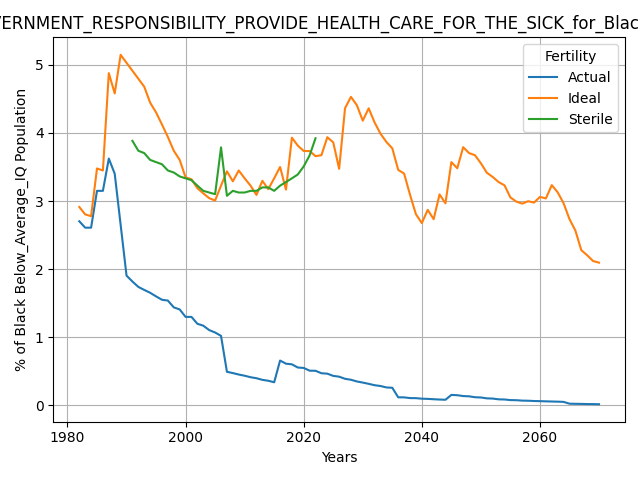 VERNMENT_RESPONSIBILITY_PROVIDE_HEALTH_CARE_FOR_THE_SICK_for_Blac
Fertility
Actual
Ideal
Sterile
% of Black Below_Average_IQ Population
5
4
3
2
1
0
1980 2000 2020 2040 2060
Years